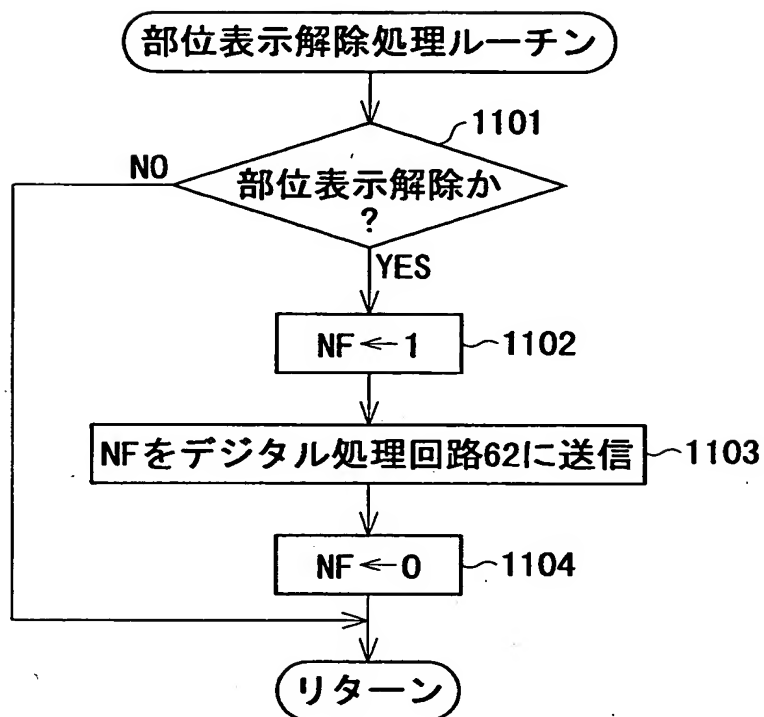 部位表示解除処理ルーチン
1101
NO
部位表示解除か
?
YES
NF←1
1102
NFをデジタル処理回路62に送信
1103
NF←0
1104
リターン